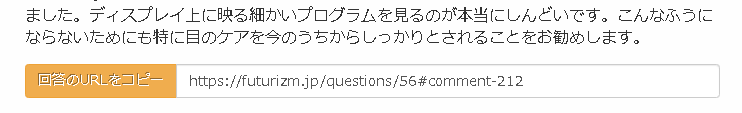 ました。ディスプレイ上に映る細かいプログラムを見るのが本当にしんどいです。こんなふうに
ならないためにも特に目のケアを今のうちからしっかりとされることをお勧めします。
回答のURLをコピー https://futurizm.jp/questions/56#comment-212